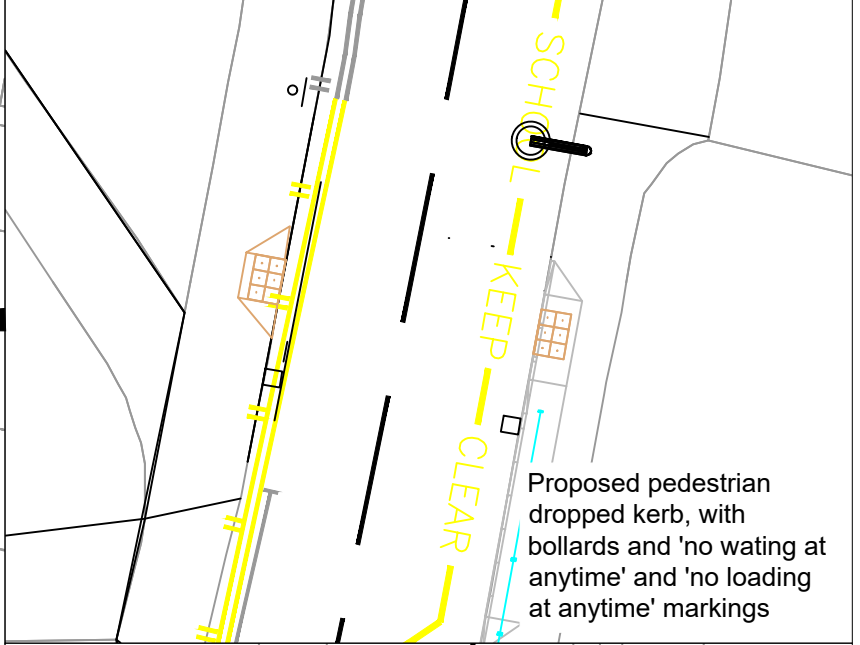 SCHOOL
KEEP
CLEAR
Proposed pedestrian
dropped kerb, with
bollards and 'no wating at
anytime' and 'no loading
at anytime' markings